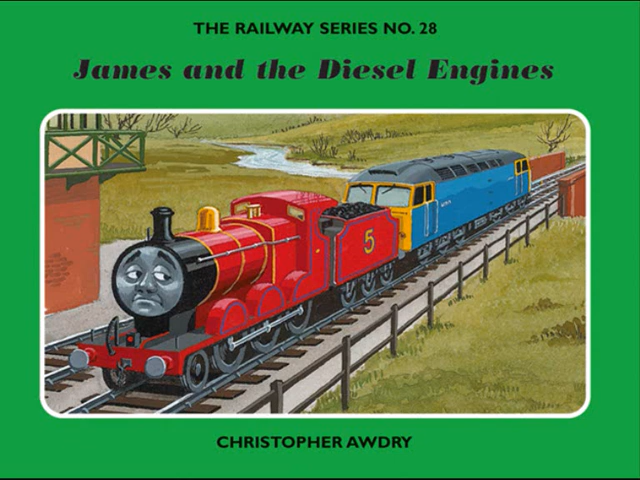 THE RAILWAY SERIES NO. 28
James and the Diesel Engines
5
CHRISTOPHER AWDRY